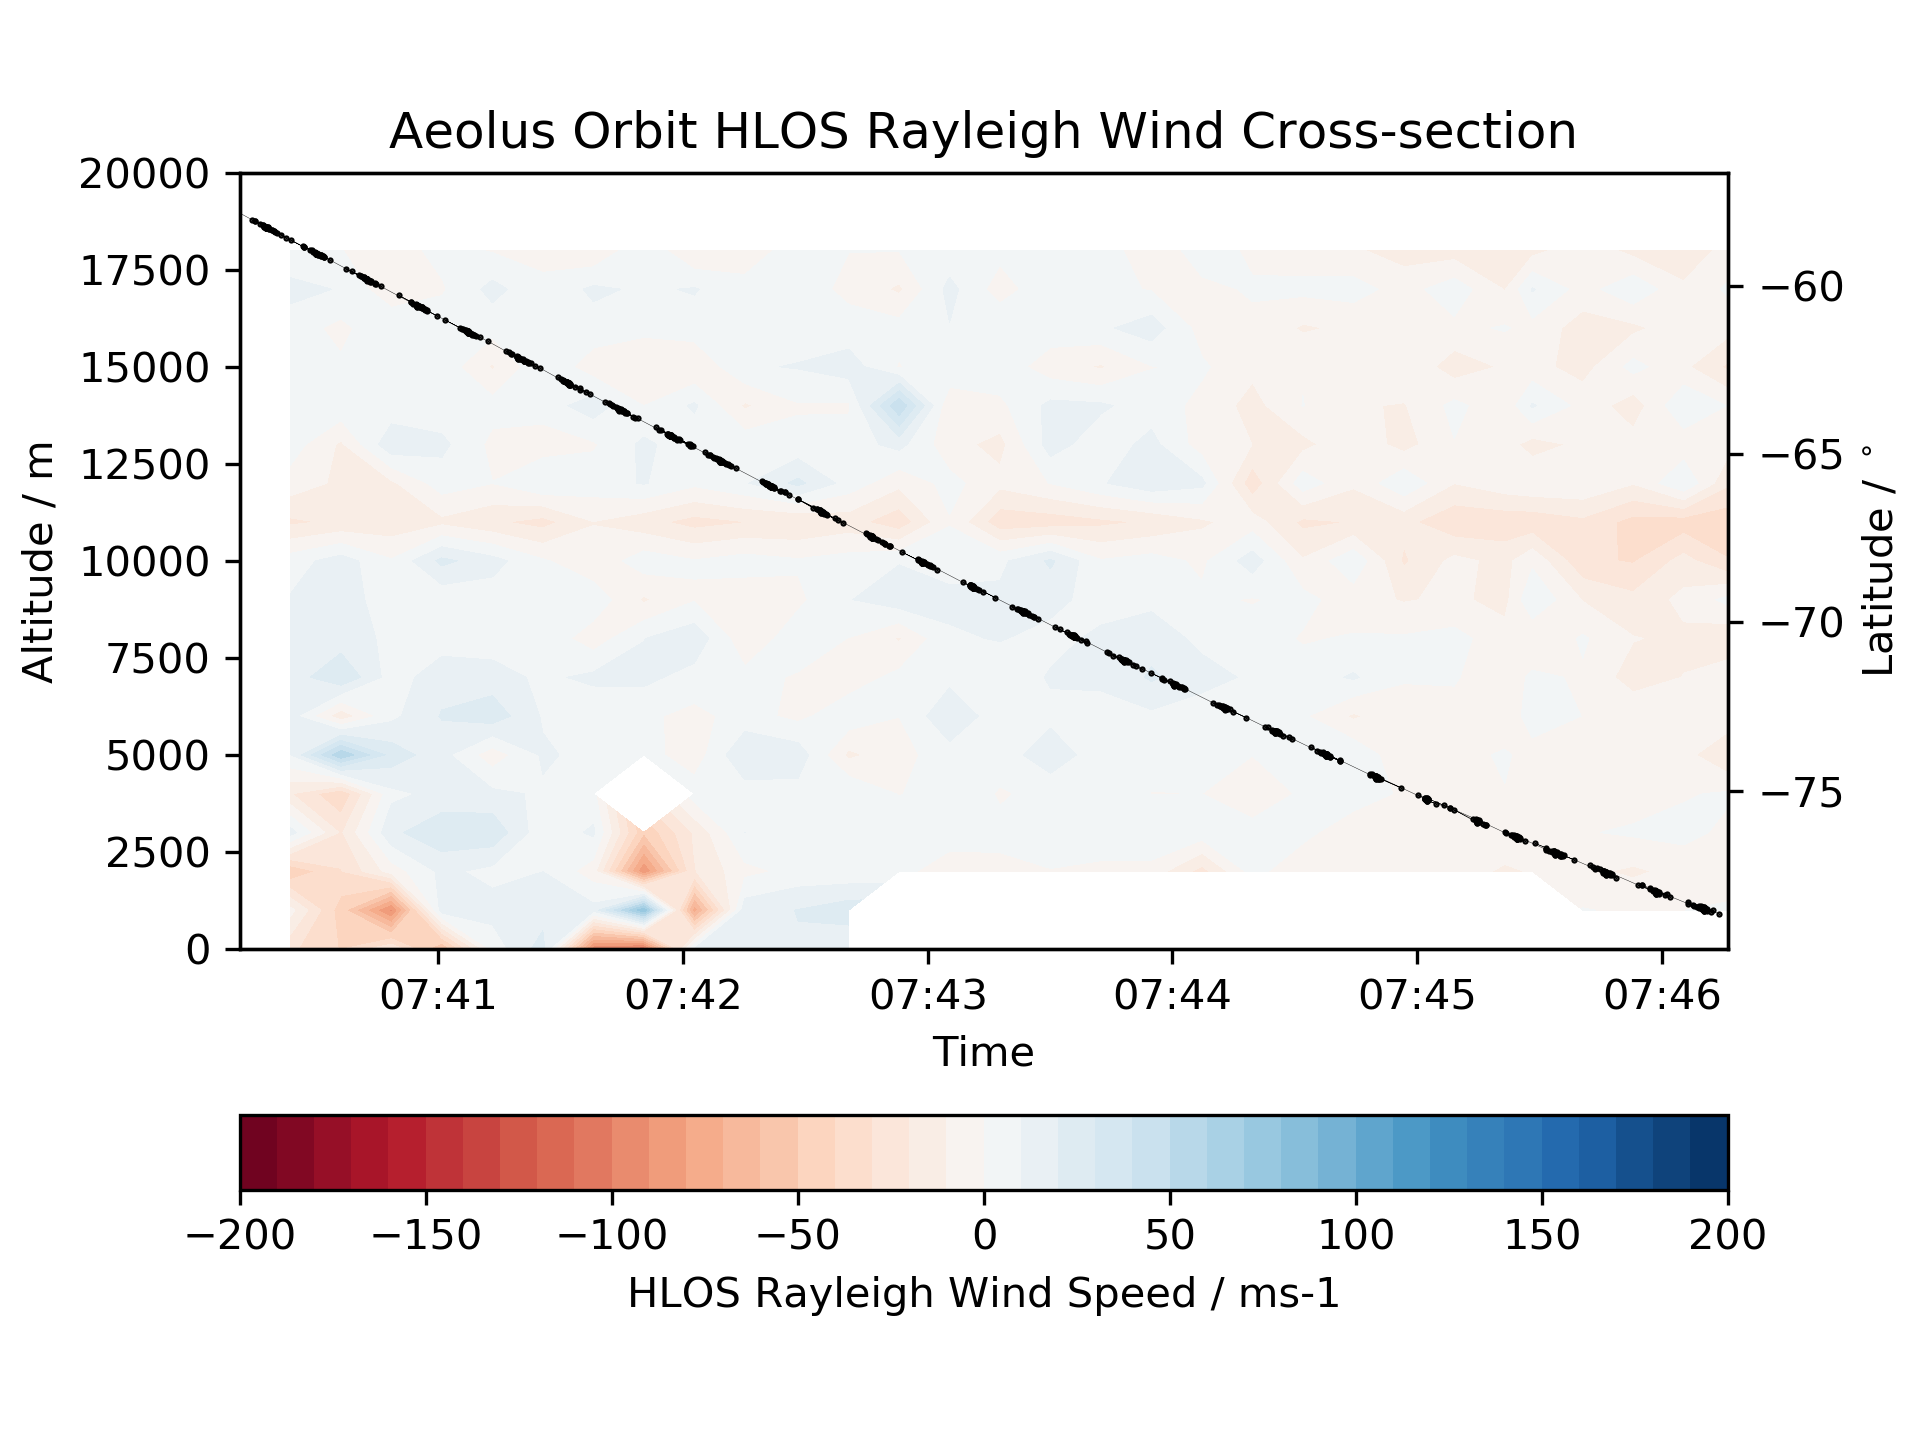 Aeolus Orbit HLOS Rayleigh Wind Cross-section
20000
17500
15000
12500
10000
7500
5000
2500
0
Altitude / m
−60
−65
−70
−75
Latitude / °
07:41 07:42 07:43 07:44 07:45 07:46
Time
−200 −150 −100 −50 0 50 100 150 200
HLOS Rayleigh Wind Speed / ms-1